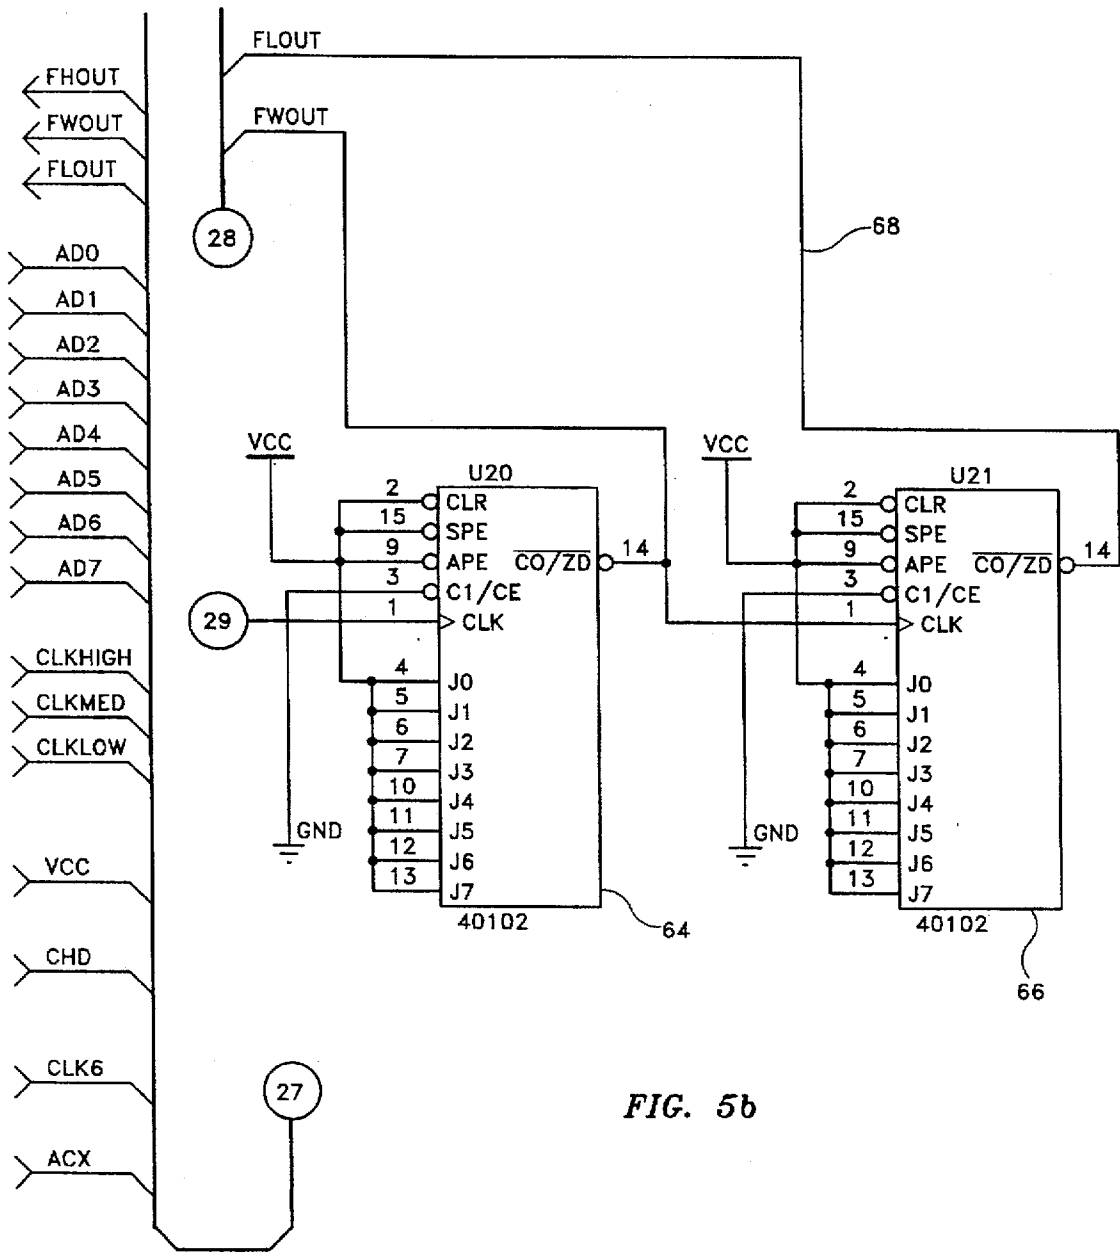 FLOUT
FHOUT
FWOUT
FWOUT
FLOUT
28
68
AD0
AD1
AD2
AD3
AD4
AD5
AD6
AD7
29
CLKHIGH
CLKMED
CLKLOW
VCC
CHD
CLK6
ACX
27
VCC
U20
2 CLR
15 SPE
9 APE
CO/ZD 14
3 C1/CE
1 CLK
4 J0
5 J1
6 J2
7 J3
10 J4
11 J5
12 J6
13 J7
GND
40102
64
VCC
U21
2 CLR
15 SPE
9 APE
CO/ZD 14
3 C1/CE
1 CLK
4 J0
5 J1
6 J2
7 J3
10 J4
11 J5
12 J6
13 J7
GND
40102
66
FIG. 5b